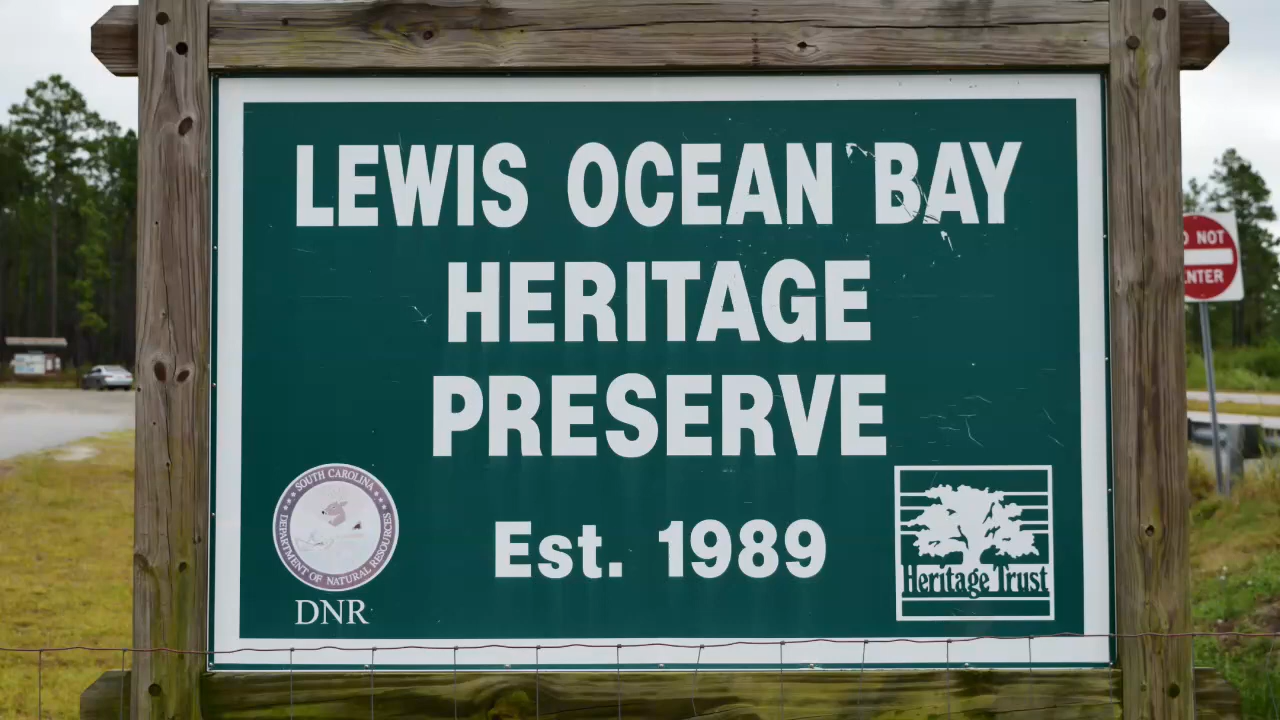 LEWIS OCEAN BAY
HERITAGE
PRESERVE
Est. 1989
SOUTH CAROLINA
DEPARTMENT OF NATURAL RESOURCES
DNR
Heritage Trust
O NOT
NTER